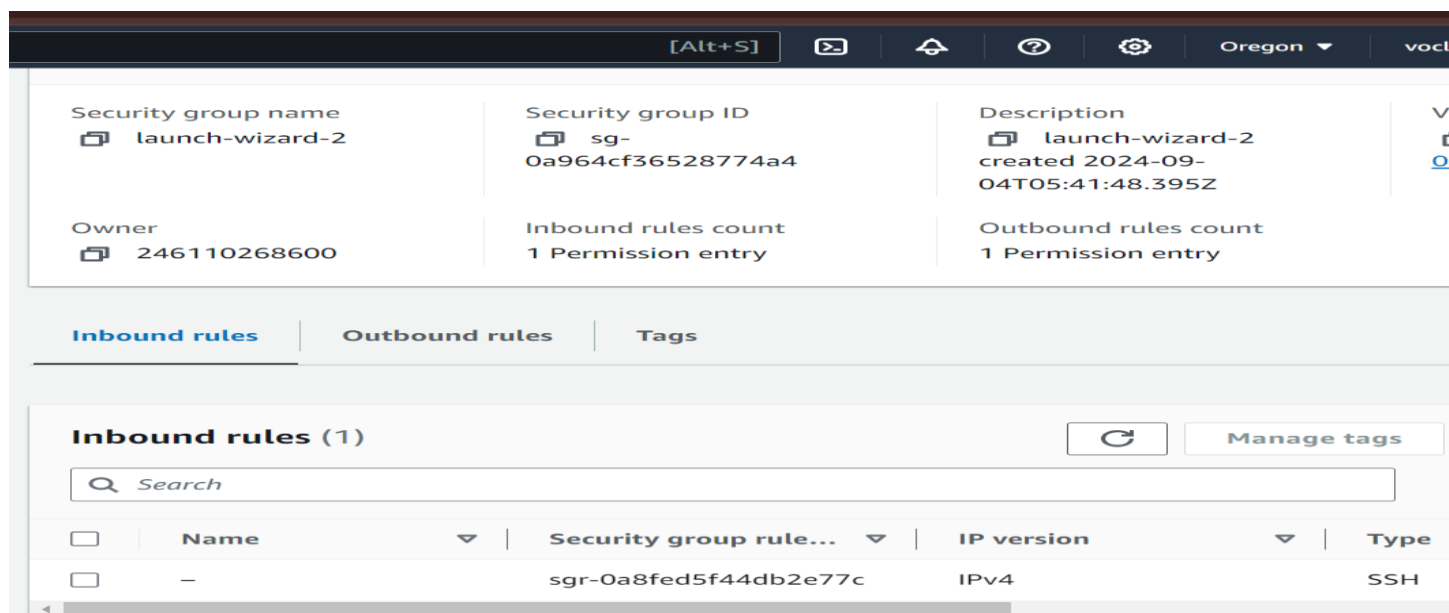 [Alt+S] Oregon vocl
Security group name Security group ID Description V
launch-wizard-2 sg- launch-wizard-2
0a964cf36528774a4 created 2024-09- 0
04T05:41:48.395Z
Owner Inbound rules count Outbound rules count
246110268600 1 Permission entry 1 Permission entry
Inbound rules Outbound rules Tags
Inbound rules (1) Manage tags
Search
Name Security group rule... IP version Type
– sgr-0a8fed5f44db2e77c IPv4 SSH